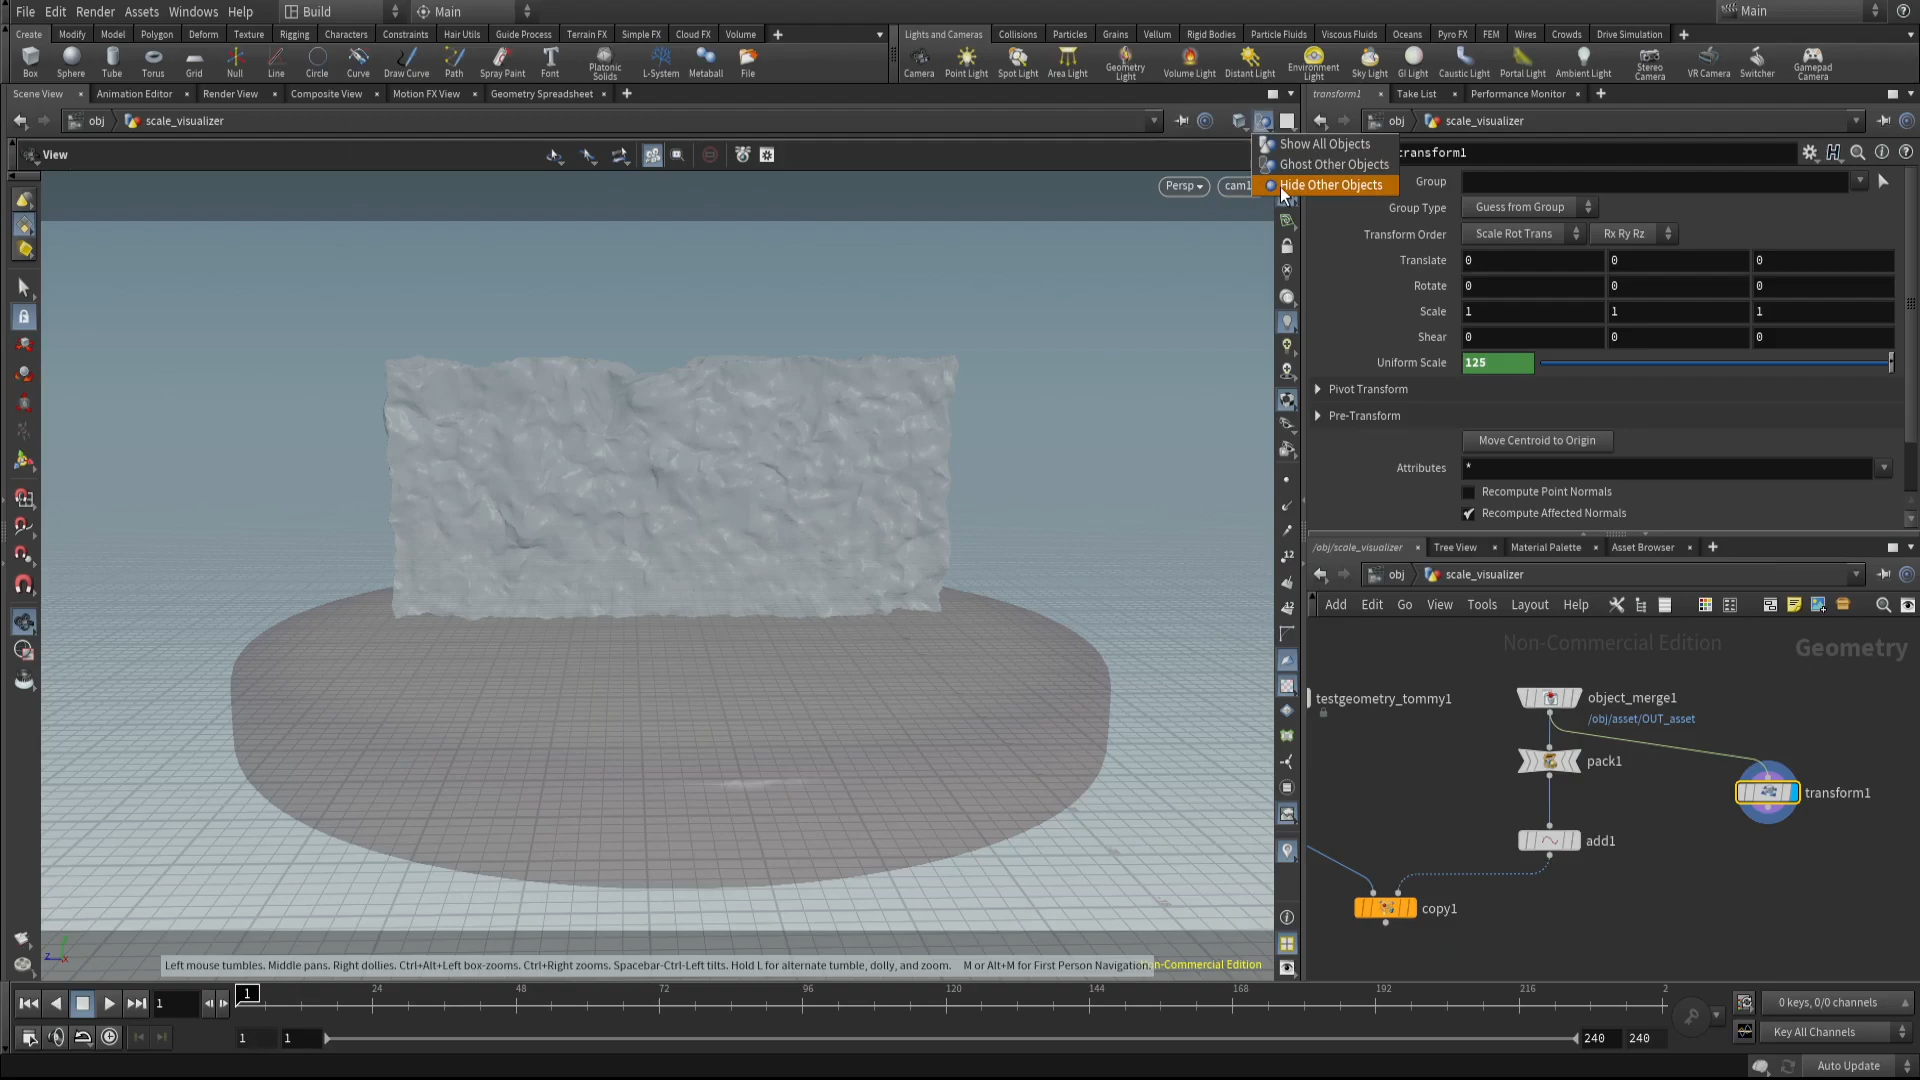 File Edit Render Assets Windows Help Build Main Main
Create Modify Model Polygon Deform Texture Rigging Characters Constraints Hair Utils Guide Process Terrain FX Simple FX Cloud FX Volume
Lights and Cameras Collisions Particles Grains Vellum Rigid Bodies Particle Fluids Viscous Fluids Oceans Pyro FX FEM Wires Crowds Drive Simulation
Box Sphere Tube Torus Grid Null Line Circle Curve Draw Curve Path Spray Paint Font Platonic Solids L-System Metaball File
Camera Point Light Spot Light Area Light Geometry Light Volume Light Distant Light Environment Light Sky Light GI Light Caustic Light Portal Light Ambient Light Stereo Camera VR Camera Switcher Gamepad Camera
Scene View Animation Editor Render View Composite View Motion FX View Geometry Spreadsheet
transform1 Take List Performance Monitor
obj scale_visualizer
obj scale_visualizer
View
Show All Objects
Ghost Other Objects
Hide Other Objects
Persp cam1
transform1
Group
Group Type Guess from Group
Transform Order Scale Rot Trans Rx Ry Rz
Translate 0 0 0
Rotate 0 0 0
Scale 1 1 1
Shear 0 0 0
Uniform Scale 125
Pivot Transform
Pre-Transform
Move Centroid to Origin
Attributes *
Recompute Point Normals
Recompute Affected Normals
/obj/scale_visualizer Tree View Material Palette Asset Browser
obj scale_visualizer
Add Edit Go View Tools Layout Help
Non-Commercial Edition Geometry
testgeometry_tommy1
object_merge1
/obj/asset/OUT_asset
pack1
transform1
add1
copy1
12
12
z x
Left mouse tumbles. Middle pans. Right dollies. Ctrl+Alt+Left box-zooms. Ctrl+Right zooms. Spacebar-Ctrl-Left tilts. Hold L for alternate tumble, dolly, and zoom. M or Alt+M for First Person Navigation.
n-Commercial Edition
1 1 24 48 72 96 120 144 168 192 216 2
0 keys, 0/0 channels
1 1 240 240
Key All Channels
Auto Update